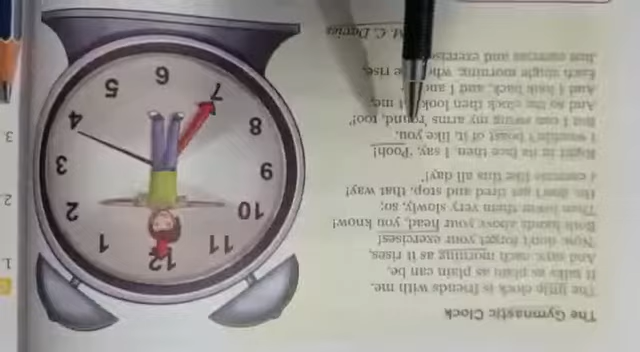 The Gymnastic Clock
The little clock is friends with me,
It talks as plain as plain can be,
And says, each morning as it rises,
"Now, don't forget your exercises!
Both hands above your head, you know!
Then lower them very slowly, so;
On, don't get tired and stop, that way!
I exercise like this all day!
Right in its face then, I say, 'Pooh!
I wouldn't boast of it, like you.
But I can swing my arms 'round, too!'
And so the clock then looks at me,
And I look back, and I
Each single morning, when we rise,
Just exercise and exercise
M. C. Davies
12
1
2
3
4
5
6
7
8
9
10
11
1.
2.
3.